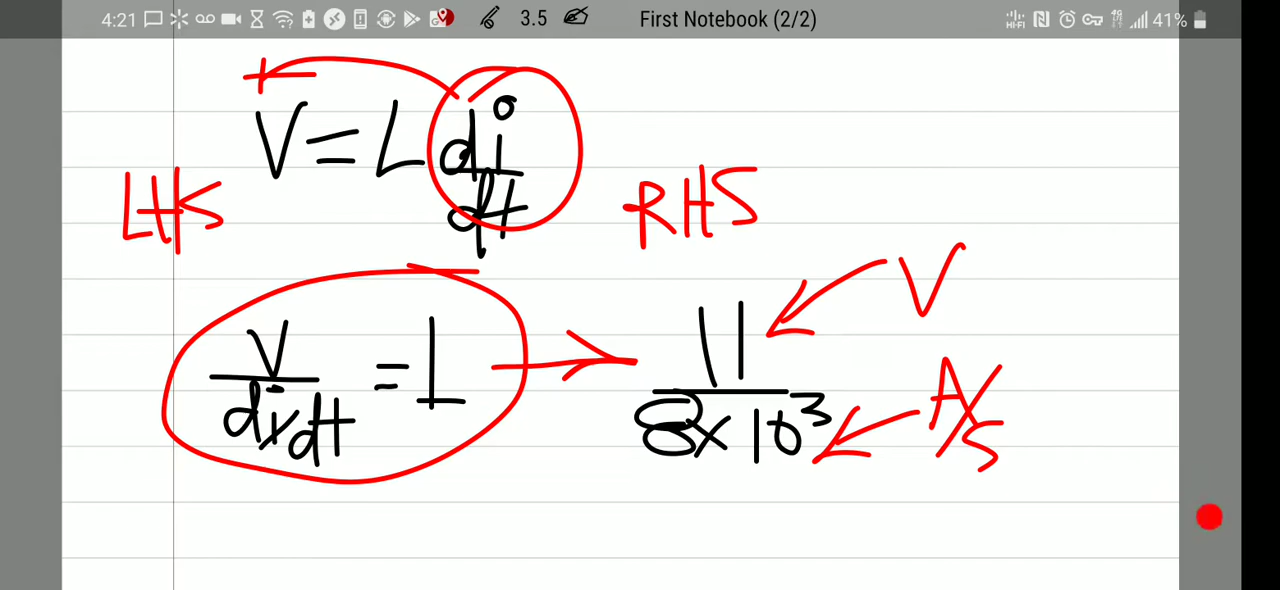 4:21 3.5 First Notebook (2/2) 41%
V = L di/dt
LHS RHS
V
V/di/dt = L 11/8×10³ A/S